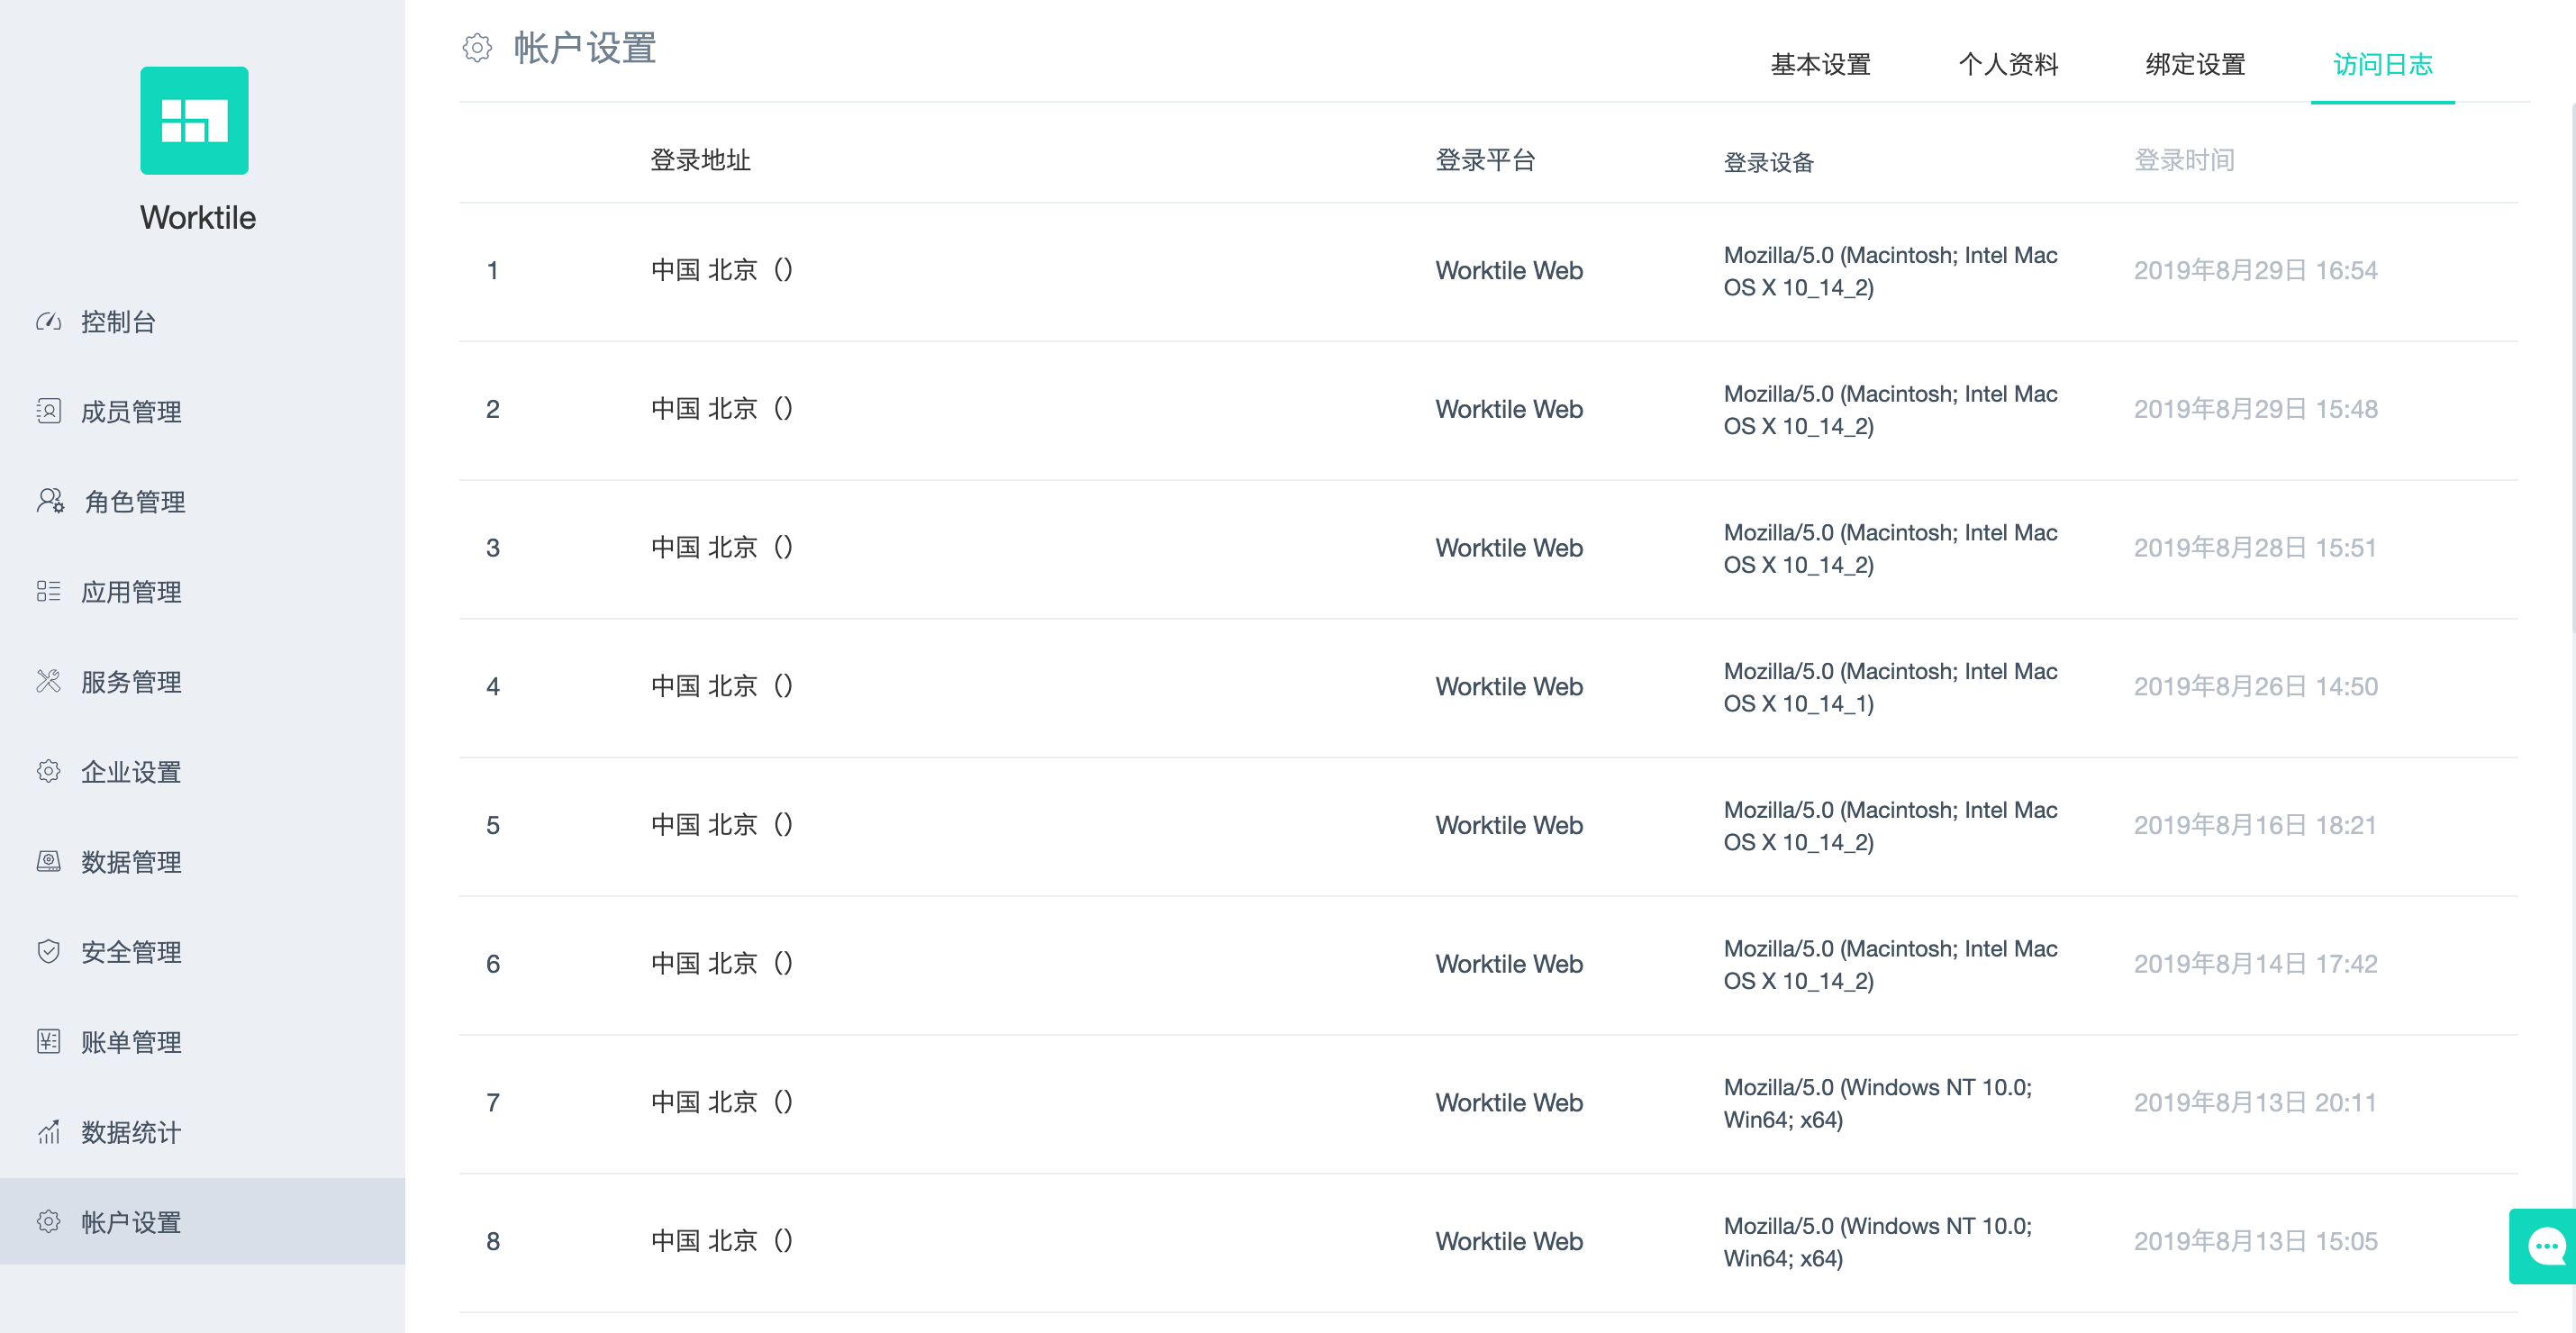 Worktile
控制台
成员管理
角色管理
应用管理
服务管理
企业设置
数据管理
安全管理
账单管理
数据统计
帐户设置
帐户设置
基本设置 个人资料 绑定设置 访问日志
登录地址 登录平台 登录设备 登录时间
1 中国 北京（） Worktile Web Mozilla/5.0 (Macintosh; Intel Mac 2019年8月29日 16:54
OS X 10_14_2)
2 中国 北京（） Worktile Web Mozilla/5.0 (Macintosh; Intel Mac 2019年8月29日 15:48
OS X 10_14_2)
3 中国 北京（） Worktile Web Mozilla/5.0 (Macintosh; Intel Mac 2019年8月28日 15:51
OS X 10_14_2)
4 中国 北京（） Worktile Web Mozilla/5.0 (Macintosh; Intel Mac 2019年8月26日 14:50
OS X 10_14_1)
5 中国 北京（） Worktile Web Mozilla/5.0 (Macintosh; Intel Mac 2019年8月16日 18:21
OS X 10_14_2)
6 中国 北京（） Worktile Web Mozilla/5.0 (Macintosh; Intel Mac 2019年8月14日 17:42
OS X 10_14_2)
7 中国 北京（） Worktile Web Mozilla/5.0 (Windows NT 10.0; 2019年8月13日 20:11
Win64; x64)
8 中国 北京（） Worktile Web Mozilla/5.0 (Windows NT 10.0; 2019年8月13日 15:05
Win64; x64)